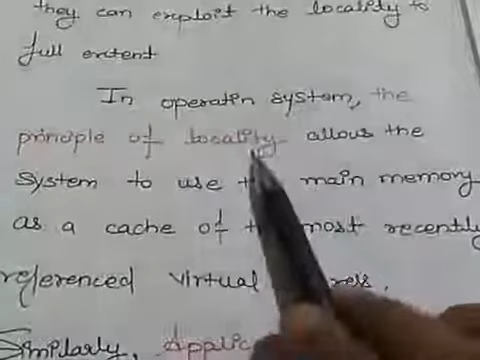 they can exploit the locality to
full extent
In operatin system, the
principle of locality allows the
system to use main memory
as a cache of most recently
referenced virtual
Similarly,